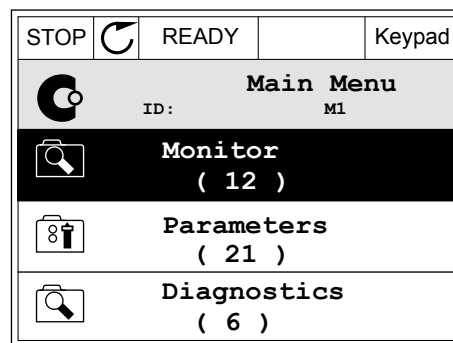 STOP READY Keypad
Main Menu
ID: M1
Monitor
( 12 )
Parameters
( 21 )
Diagnostics
( 6 )